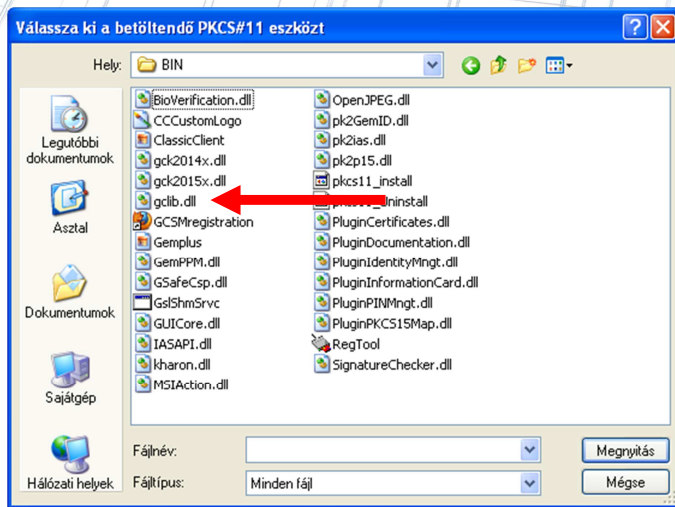 Válassza ki a betöltendő PKCS#11 eszközt
Hely: BIN
Legutóbbi dokumentumok
Asztal
Dokumentumok
Sajátgép
Hálózati helyek
BioVerification.dll
CCCustomLogo
ClassicClient
gck2014x.dll
gck2015x.dll
gclib.dll
GCSMregistration
Gemplus
GemPPM.dll
GSafeCsp.dll
GslShmSrvc
GUICore.dll
IASAPI.dll
kharon.dll
MSIAction.dll
OpenJPEG.dll
pk2GemID.dll
pk2ias.dll
pk2p15.dll
pkcs11_install
PluginCertificates.dll
PluginDocumentation.dll
PluginIdentityMngt.dll
PluginInformationCard.dll
PluginPINMngt.dll
PluginPKCS15Map.dll
RegTool
SignatureChecker.dll
Fájlnév:
Megnyitás
Fájltípus: Minden fájl
Mégse